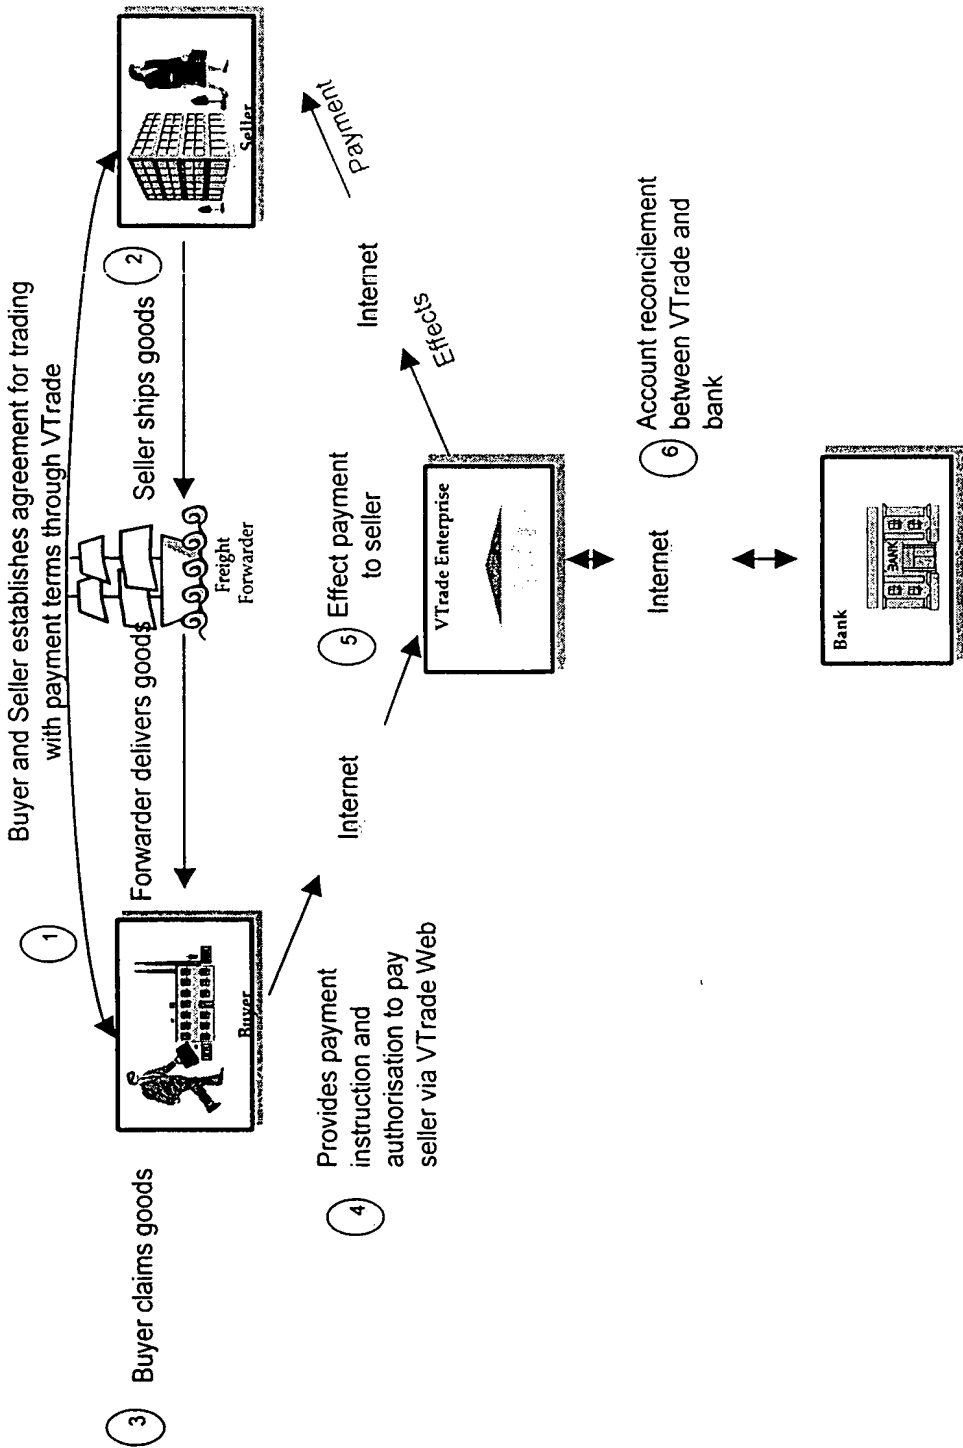 Buyer and Seller establishes agreement for trading
with payment terms through VTrade
1
2
Seller ships goods
Forwarder delivers goods
Freight
Forwarder
Seller
Buyer
3
Buyer claims goods
4
Provides payment
instruction and
authorisation to pay
seller via VTrade Web
Internet
5
Effect payment
to seller
VTrade Enterprise
Effects
Internet
Payment
Internet
6
Account reconcilement
between VTrade and
bank
Bank
BANK